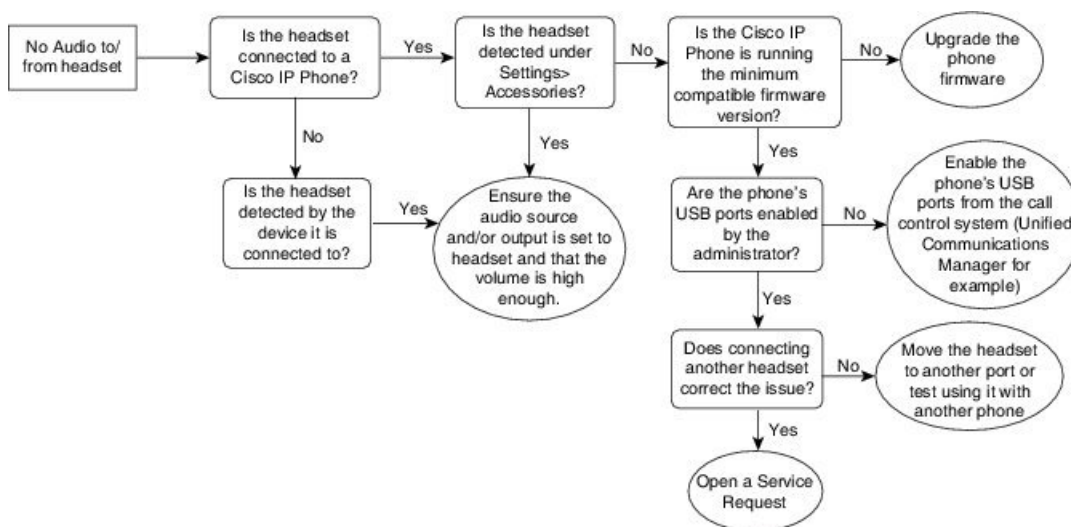 No Audio to/
from headset
Is the headset
connected to a
Cisco IP Phone?
Yes
Is the headset
detected under
Settings>
Accessories?
No
Is the Cisco IP
Phone is running
the minimum
compatible firmware
version?
No
Upgrade the
phone
firmware
No
Yes
Yes
Is the headset
detected by the
device it is
connected to?
Yes
Ensure the
audio source
and/or output is set to
headset and that the
volume is high
enough.
Are the phone's
USB ports enabled
by the
administrator?
No
Enable the
phone's USB
ports from the call
control system (Unified
Communications
Manager for
example)
Yes
Does connecting
another headset
correct the issue?
No
Move the headset
to another port or
test using it with
another phone
Yes
Open a Service
Request